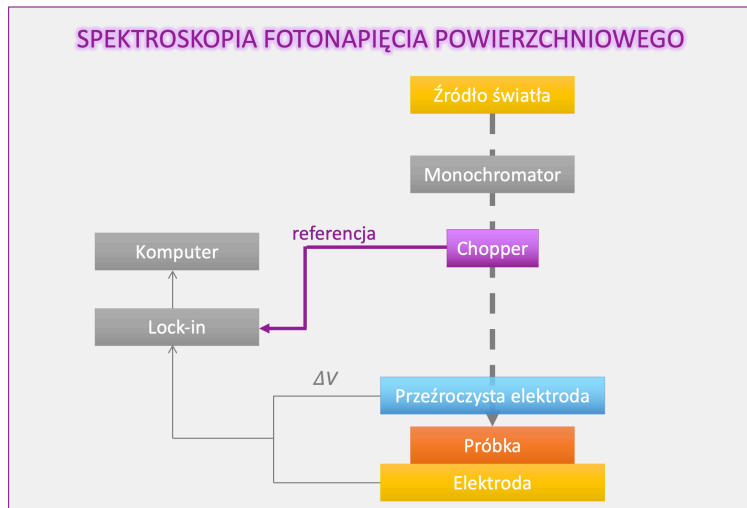 SPEKTROSKOPIA FOTONAPIĘCIA POWIERZCHNIOWEGO
Źródło światła
Monochromator
referencja
Chopper
Komputer
Lock-in
ΔV
Przeźroczysta elektroda
Próbka
Elektroda